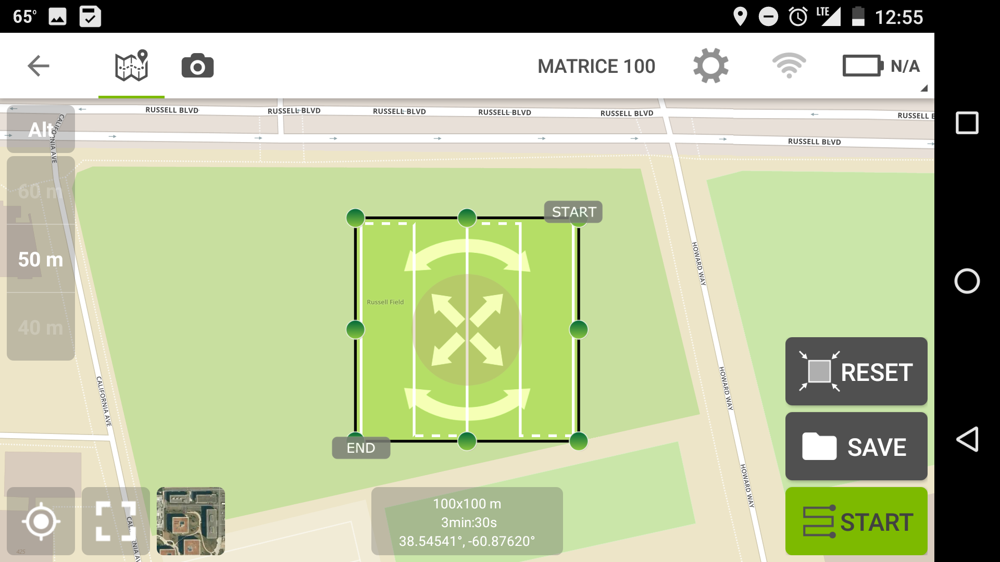 65°
LTE 12:55
MATRICE 100
N/A
RUSSELL BLVD
RUSSELL BLVD
RUSSELL BLVD
RUSSELL BLVD
RUSSELL BLVD
RUSSELL B
RUSSELL BLVD
CALIFORNIA AVE
Alt
60 m
50 m
40 m
START
HOWARD WAY
Russell Field
HOWARD WAY
CALIFORNIA AVE
END
HOWARD WAY
RESET
SAVE
START
100x100 m
3min:30s
38.54541°, -60.87620°
425